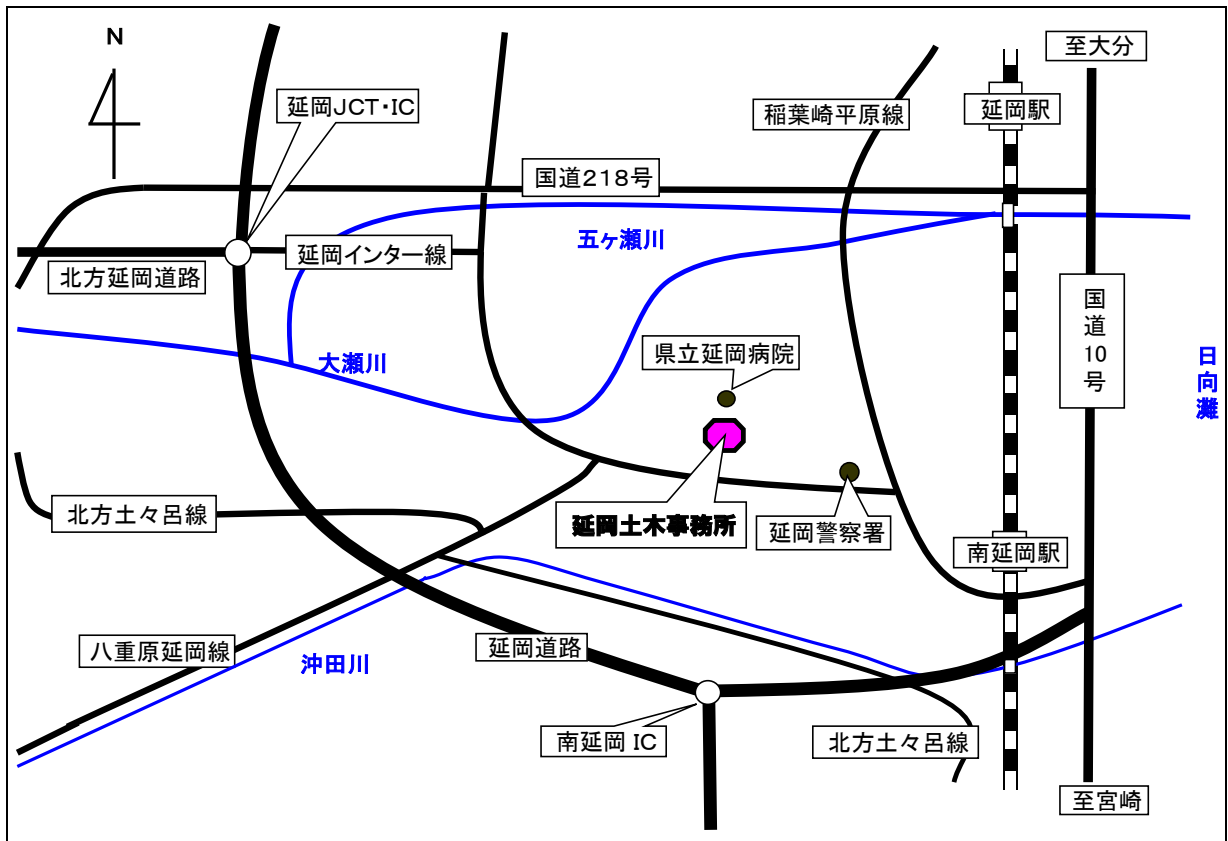 N
至大分
延岡JCT・IC
稲葉崎平原線
延岡駅
国道218号
五ヶ瀬川
延岡インター線
北方延岡道路
国道10号
県立延岡病院
日向灘
大瀬川
北方土々呂線
延岡土木事務所
延岡警察署
南延岡駅
八重原延岡線
延岡道路
沖田川
南延岡 IC
北方土々呂線
至宮崎